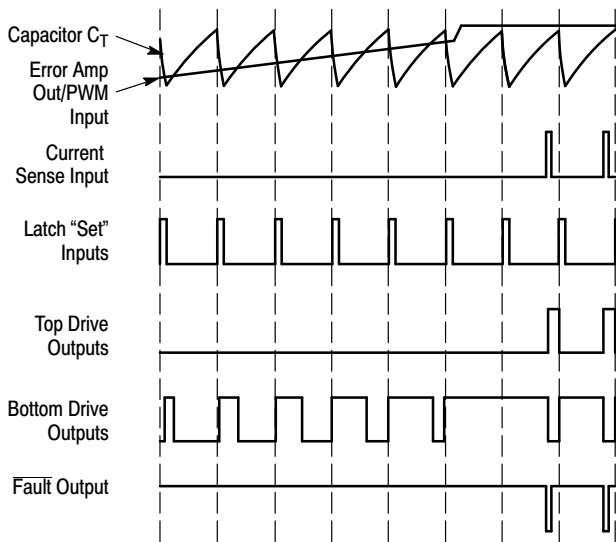 Capacitor CT
Error Amp
Out/PWM
Input
Current
Sense Input
Latch “Set”
Inputs
Top Drive
Outputs
Bottom Drive
Outputs
Fault Output